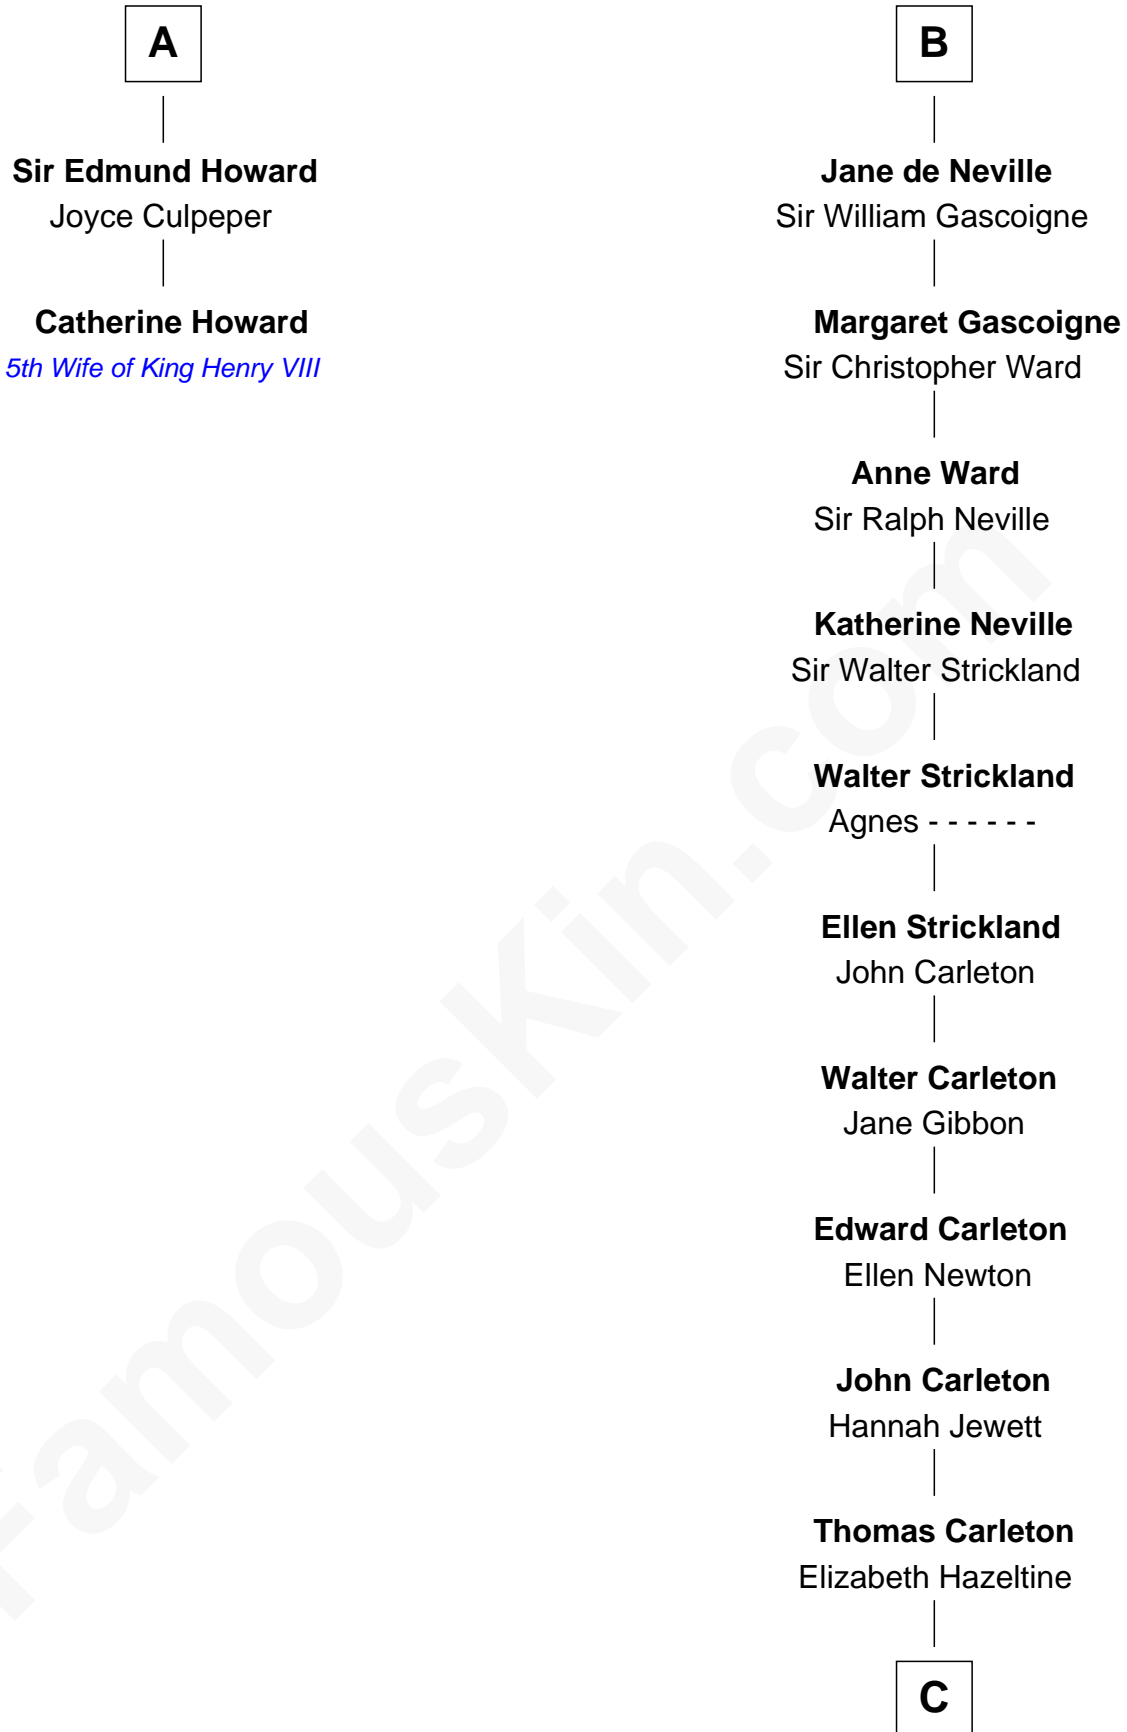 A
Sir Edmund Howard
Joyce Culpeper
Catherine Howard
5th Wife of King Henry VIII
B
Jane de Neville
Sir William Gascoigne
Margaret Gascoigne
Sir Christopher Ward
Anne Ward
Sir Ralph Neville
Katherine Neville
Sir Walter Strickland
Walter Strickland
Agnes - - - - - -
Ellen Strickland
John Carleton
Walter Carleton
Jane Gibbon
Edward Carleton
Ellen Newton
John Carleton
Hannah Jewett
Thomas Carleton
Elizabeth Hazeltine
C
FamousKin.com